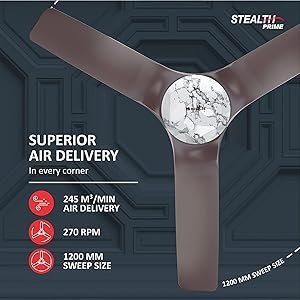 STEALTH
PRIME
SUPERIOR
AIR DELIVERY
In every corner
245 M³/MIN
AIR DELIVERY
270 RPM
1200 MM
SWEEP SIZE
1200 MM SWEEP SIZE